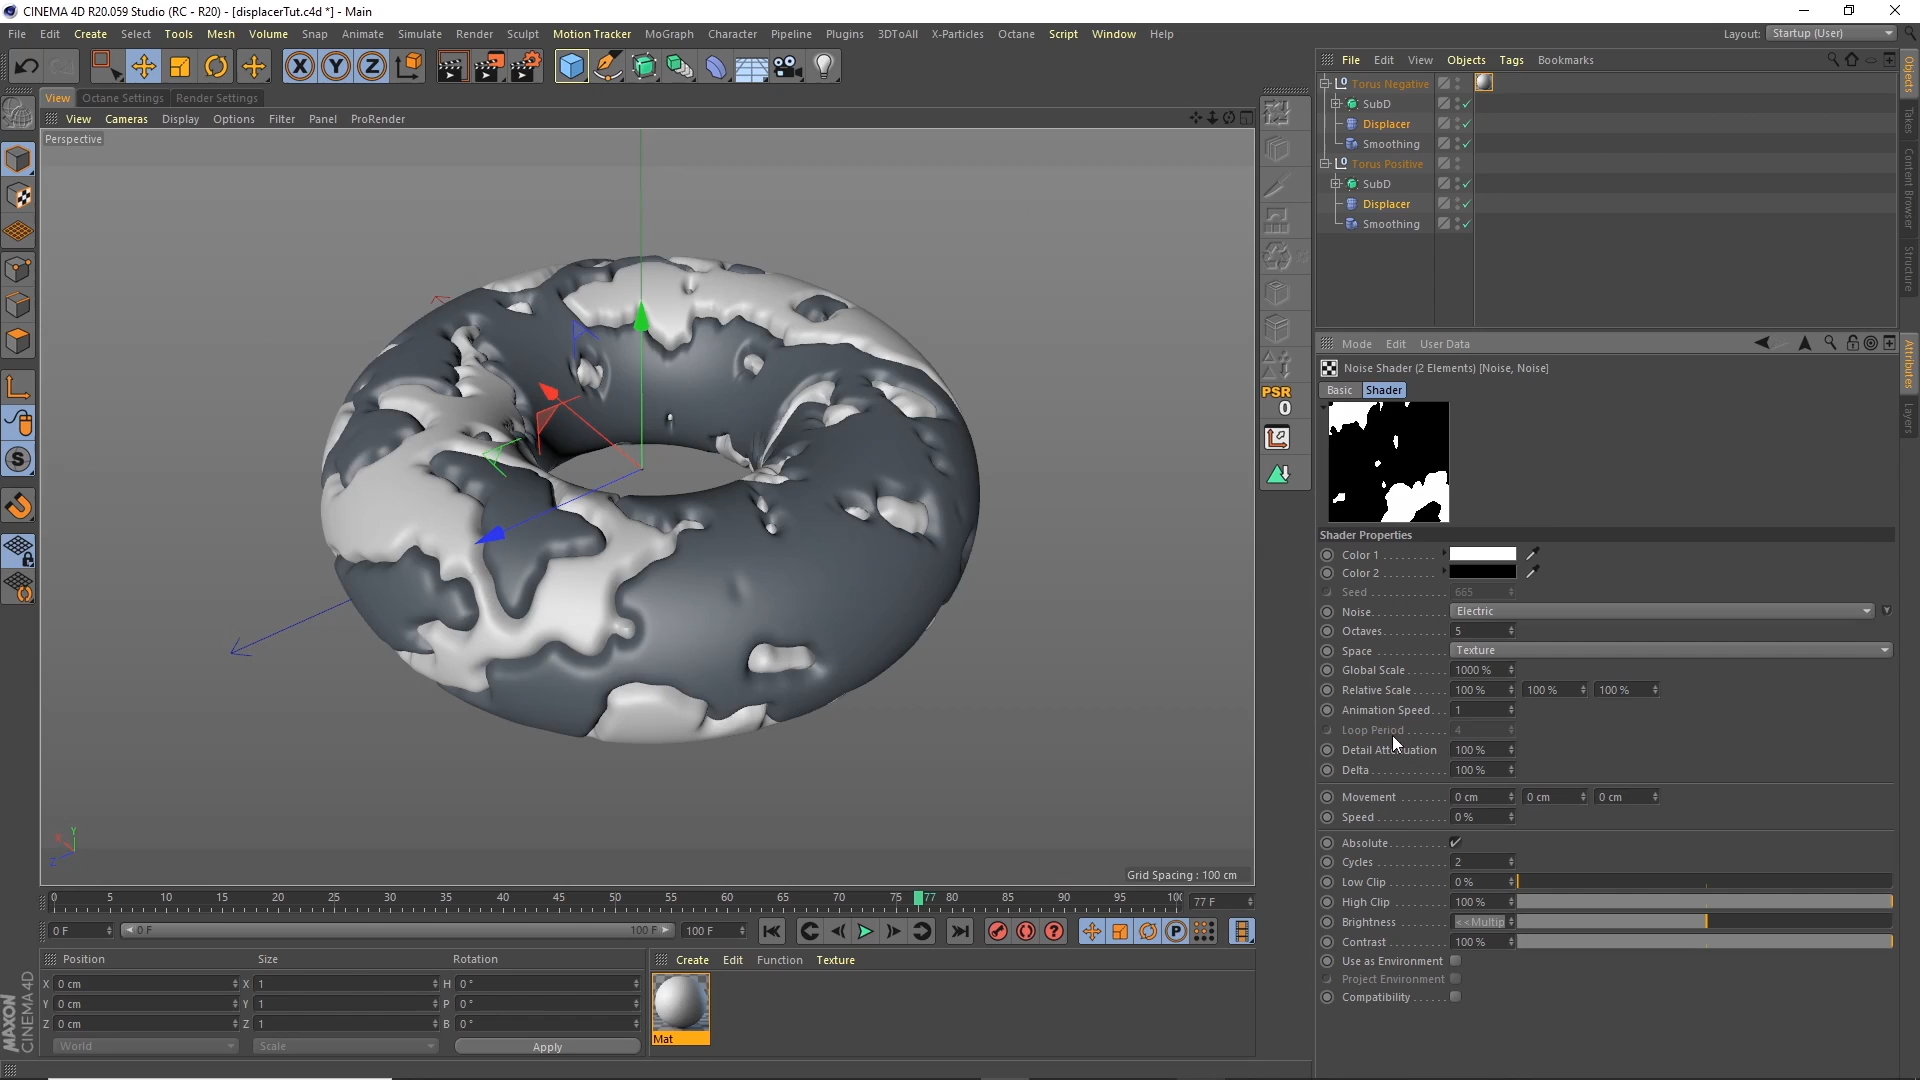 CINEMA 4D R20.059 Studio (RC - R20) - [displacerTut.c4d *] - Main
File Edit Create Select Tools Mesh Volume Snap Animate Simulate Render Sculpt Motion Tracker MoGraph Character Pipeline Plugins 3DToAll X-Particles Octane Script Window Help
Layout: Startup (User)
File Edit View Objects Tags Bookmarks
Torus Negative
SubD
Displacer
Smoothing
Torus Positive
SubD
Displacer
Smoothing
Objects
Takes
Content Browser
Structure
View Octane Settings Render Settings
View Cameras Display Options Filter Panel ProRender
Perspective
X Y Z
S
PSR
0
Y
X
Z
Grid Spacing : 100 cm
Mode Edit User Data
Noise Shader (2 Elements) [Noise, Noise]
Basic Shader
Attributes
Layers
Shader Properties
Color 1
Color 2
Seed 665
Noise Electric
Octaves 5
Space Texture
Global Scale 1000 %
Relative Scale 100 % 100 % 100 %
Animation Speed 1
Loop Period 4
Detail Attenuation 100 %
Delta 100 %
Movement 0 cm 0 cm 0 cm
Speed 0 %
Absolute
Cycles 2
Low Clip 0 %
High Clip 100 %
Brightness <<Multip
Contrast 100 %
Use as Environment
Project Environment
Compatibility
0 5 10 15 20 25 30 35 40 45 50 55 60 65 70 75 77 80 85 90 95 100 77 F
0 F 0 F 100 F 100 F
P
Position Size Rotation
X 0 cm X 1 H 0 °
Y 0 cm Y 1 P 0 °
Z 0 cm Z 1 B 0 °
World Scale Apply
Create Edit Function Texture
Mat
MAXON
CINEMA 4D